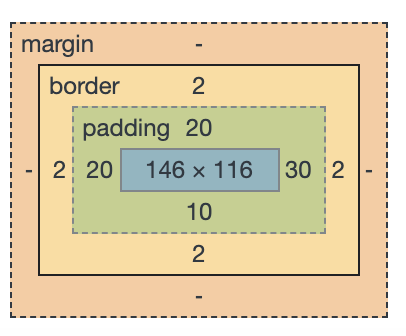 margin -
border 2
padding 20
- 2 20 146 × 116 30 2 -
10
2
-